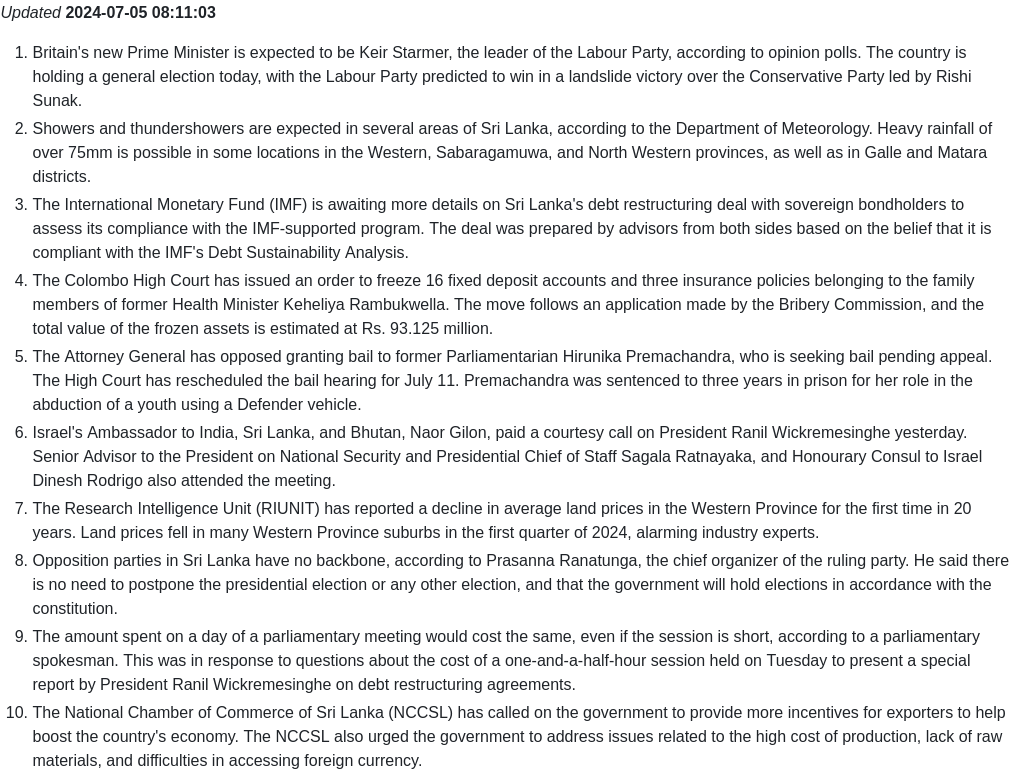 Updated 2024-07-05 08:11:03
1. Britain's new Prime Minister is expected to be Keir Starmer, the leader of the Labour Party, according to opinion polls. The country is
holding a general election today, with the Labour Party predicted to win in a landslide victory over the Conservative Party led by Rishi
Sunak.
2. Showers and thundershowers are expected in several areas of Sri Lanka, according to the Department of Meteorology. Heavy rainfall of
over 75mm is possible in some locations in the Western, Sabaragamuwa, and North Western provinces, as well as in Galle and Matara
districts.
3. The International Monetary Fund (IMF) is awaiting more details on Sri Lanka's debt restructuring deal with sovereign bondholders to
assess its compliance with the IMF-supported program. The deal was prepared by advisors from both sides based on the belief that it is
compliant with the IMF's Debt Sustainability Analysis.
4. The Colombo High Court has issued an order to freeze 16 fixed deposit accounts and three insurance policies belonging to the family
members of former Health Minister Keheliya Rambukwella. The move follows an application made by the Bribery Commission, and the
total value of the frozen assets is estimated at Rs. 93.125 million.
5. The Attorney General has opposed granting bail to former Parliamentarian Hirunika Premachandra, who is seeking bail pending appeal.
The High Court has rescheduled the bail hearing for July 11. Premachandra was sentenced to three years in prison for her role in the
abduction of a youth using a Defender vehicle.
6. Israel's Ambassador to India, Sri Lanka, and Bhutan, Naor Gilon, paid a courtesy call on President Ranil Wickremesinghe yesterday.
Senior Advisor to the President on National Security and Presidential Chief of Staff Sagala Ratnayaka, and Honourary Consul to Israel
Dinesh Rodrigo also attended the meeting.
7. The Research Intelligence Unit (RIUNIT) has reported a decline in average land prices in the Western Province for the first time in 20
years. Land prices fell in many Western Province suburbs in the first quarter of 2024, alarming industry experts.
8. Opposition parties in Sri Lanka have no backbone, according to Prasanna Ranatunga, the chief organizer of the ruling party. He said there
is no need to postpone the presidential election or any other election, and that the government will hold elections in accordance with the
constitution.
9. The amount spent on a day of a parliamentary meeting would cost the same, even if the session is short, according to a parliamentary
spokesman. This was in response to questions about the cost of a one-and-a-half-hour session held on Tuesday to present a special
report by President Ranil Wickremesinghe on debt restructuring agreements.
10. The National Chamber of Commerce of Sri Lanka (NCCSL) has called on the government to provide more incentives for exporters to help
boost the country's economy. The NCCSL also urged the government to address issues related to the high cost of production, lack of raw
materials, and difficulties in accessing foreign currency.